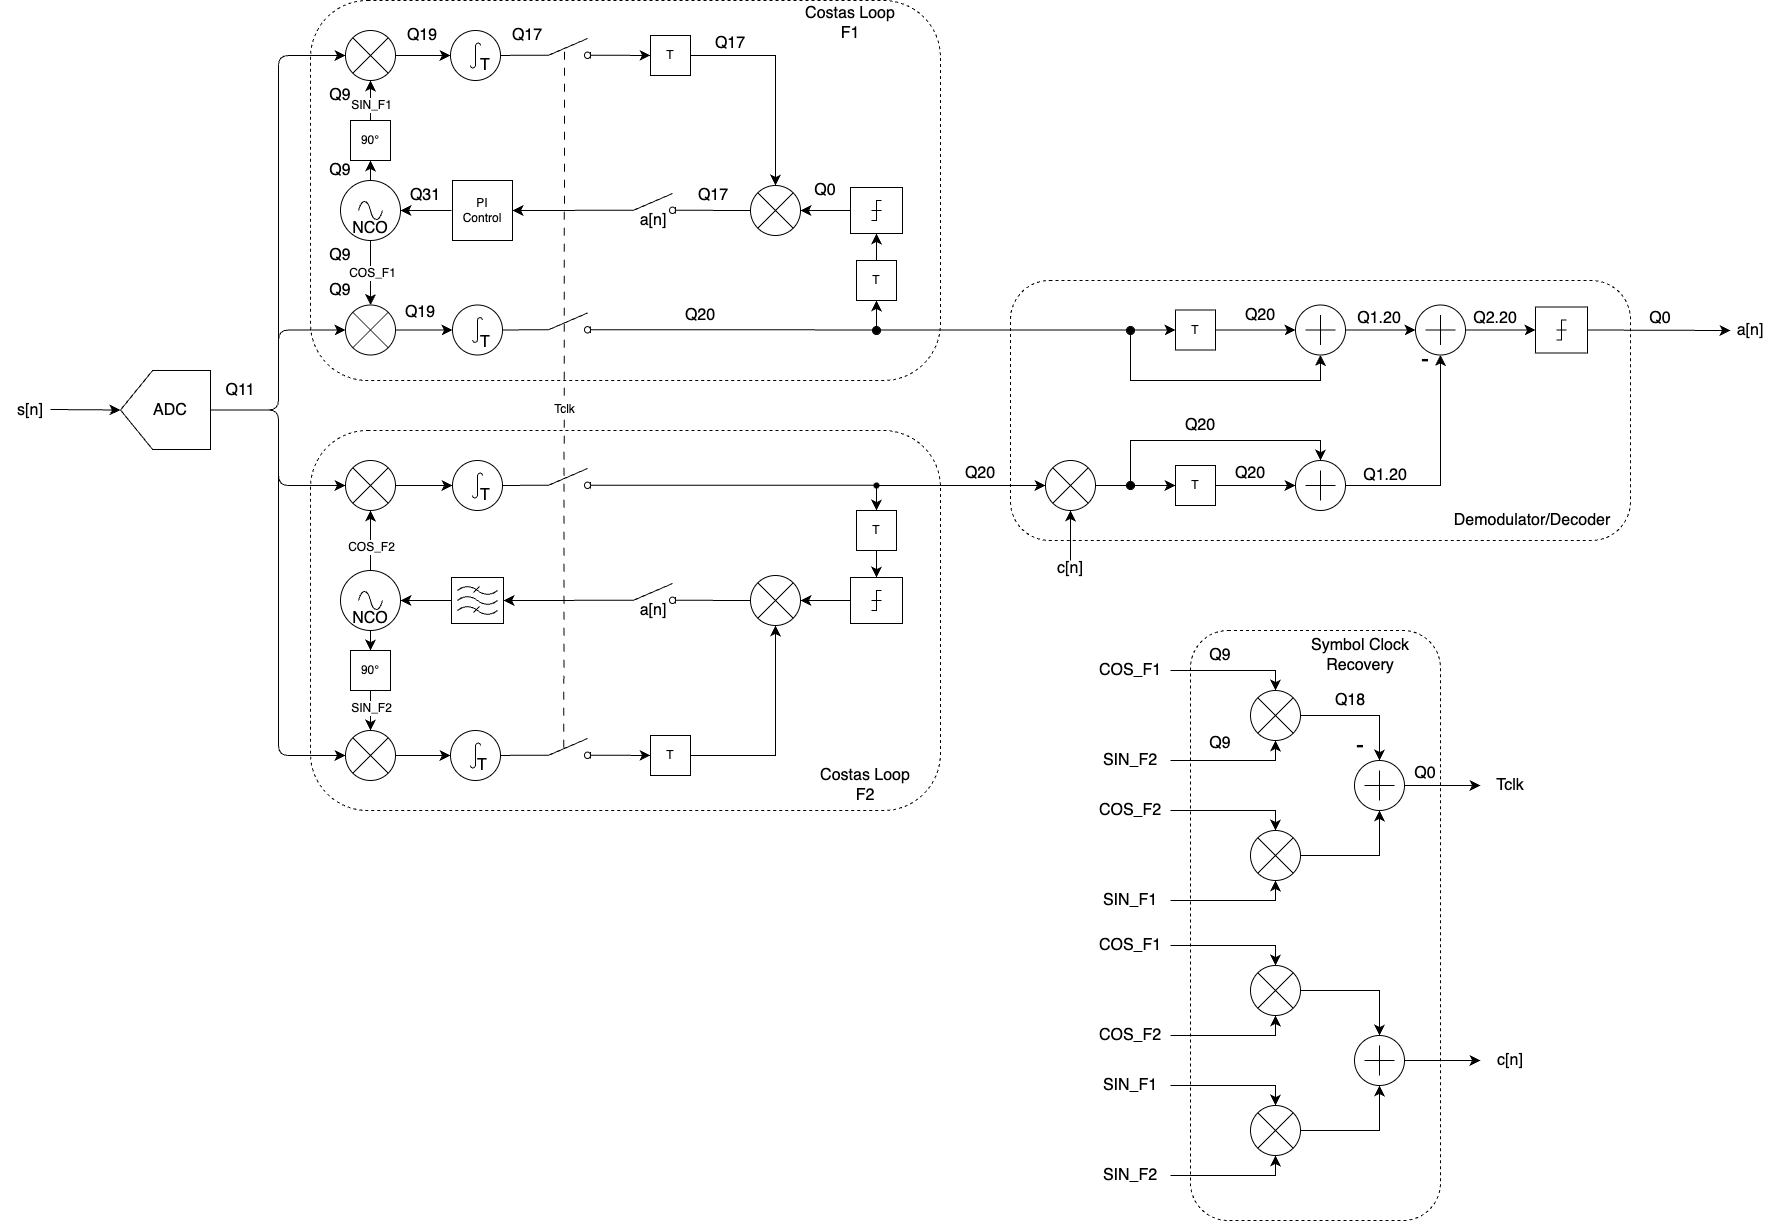 Costas Loop
F1
Q19
Q17
T
Q17
∫T
Q9
SIN_F1
90°
Q9
Q31
PI
Control
NCO
a[n]
Q17
Q0
Q9
COS_F1
Q9
T
Q19
∫T
Q20
T
Q20
Q1.20
Q2.20
Q0
a[n]
-
s[n]
ADC
Q11
Tclk
Q20
∫T
Q20
T
Q20
Q1.20
Demodulator/Decoder
T
COS_F2
c[n]
NCO
a[n]
90°
SIN_F2
∫T
T
Costas Loop
F2
Symbol Clock
Recovery
COS_F1
Q9
Q18
SIN_F2
Q9
-
Q0
Tclk
COS_F2
SIN_F1
COS_F1
COS_F2
c[n]
SIN_F1
SIN_F2